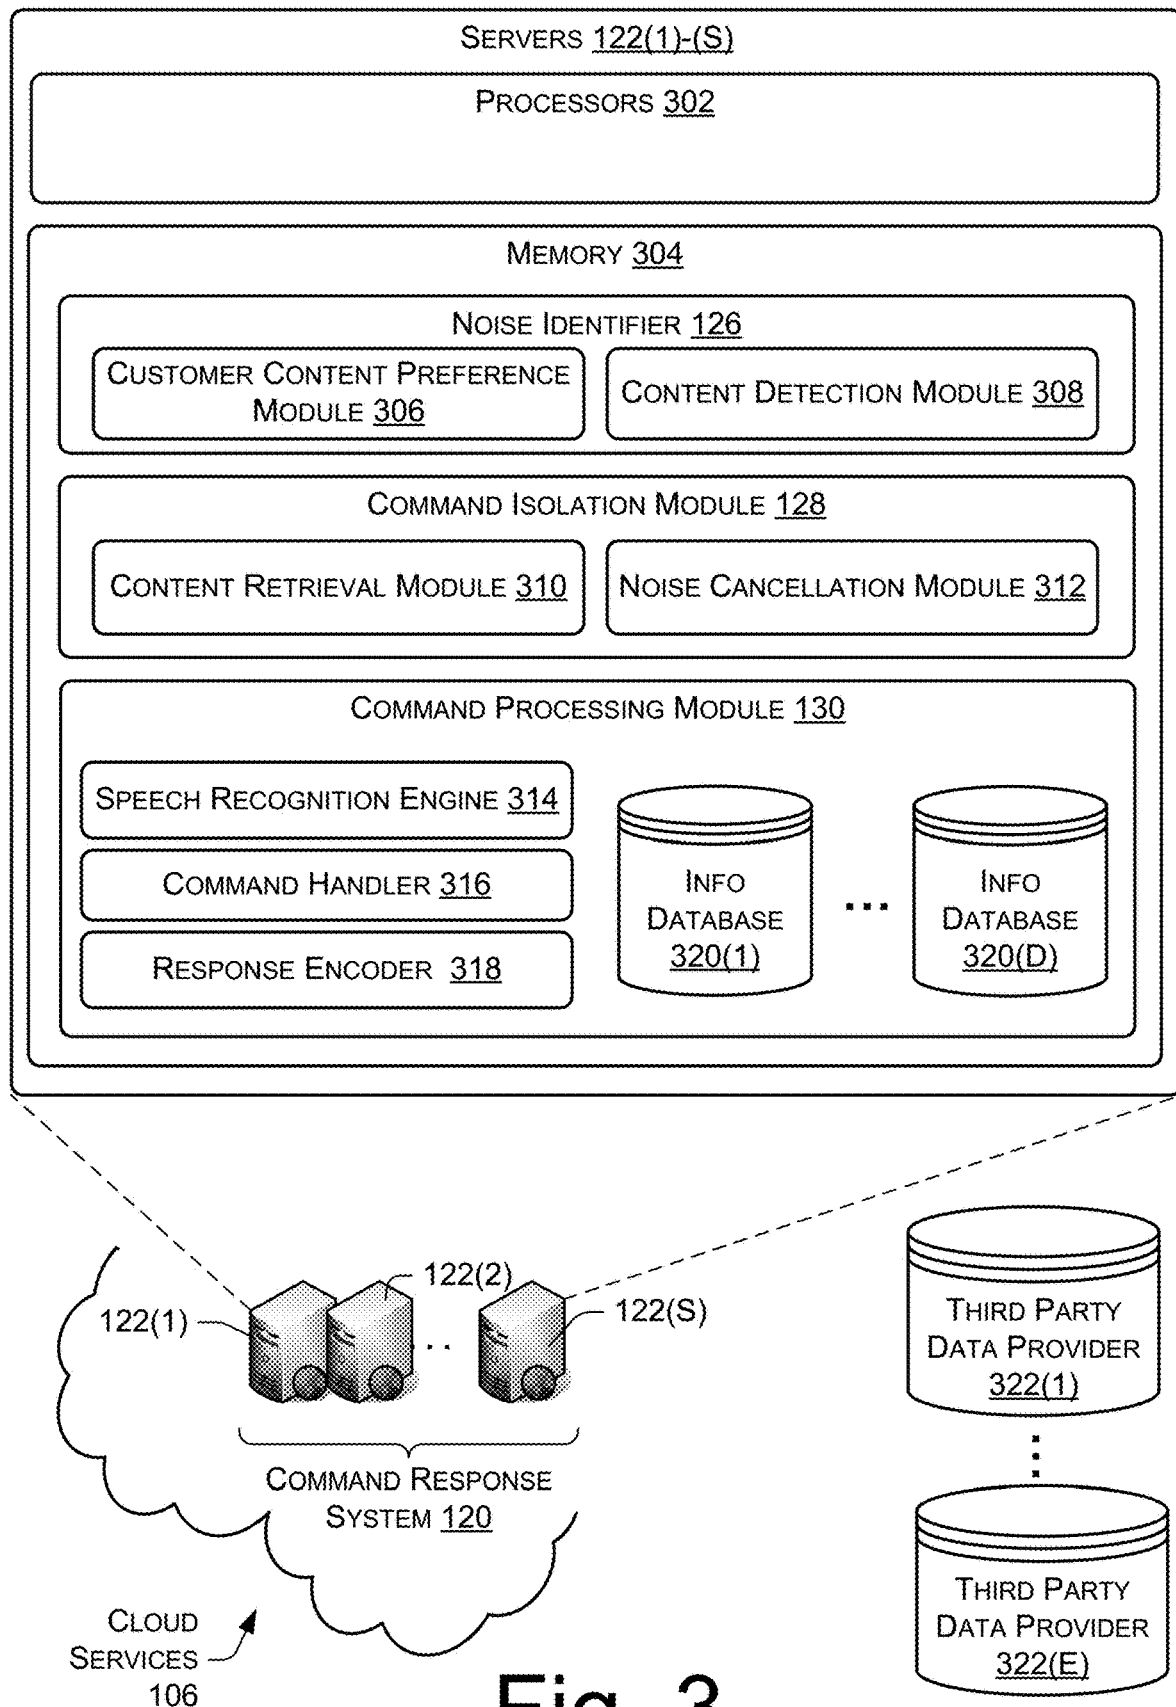 SERVERS 122(1)-(S)
PROCESSORS 302
MEMORY 304
NOISE IDENTIFIER 126
CUSTOMER CONTENT PREFERENCE
MODULE 306
CONTENT DETECTION MODULE 308
COMMAND ISOLATION MODULE 128
CONTENT RETRIEVAL MODULE 310
NOISE CANCELLATION MODULE 312
COMMAND PROCESSING MODULE 130
SPEECH RECOGNITION ENGINE 314
COMMAND HANDLER 316
RESPONSE ENCODER 318
INFO
DATABASE
320(1)
...
INFO
DATABASE
320(D)
122(1)
122(2)
...
122(S)
COMMAND RESPONSE
SYSTEM 120
CLOUD
SERVICES
106
THIRD PARTY
DATA PROVIDER
322(1)
THIRD PARTY
DATA PROVIDER
322(E)
Fig. 3